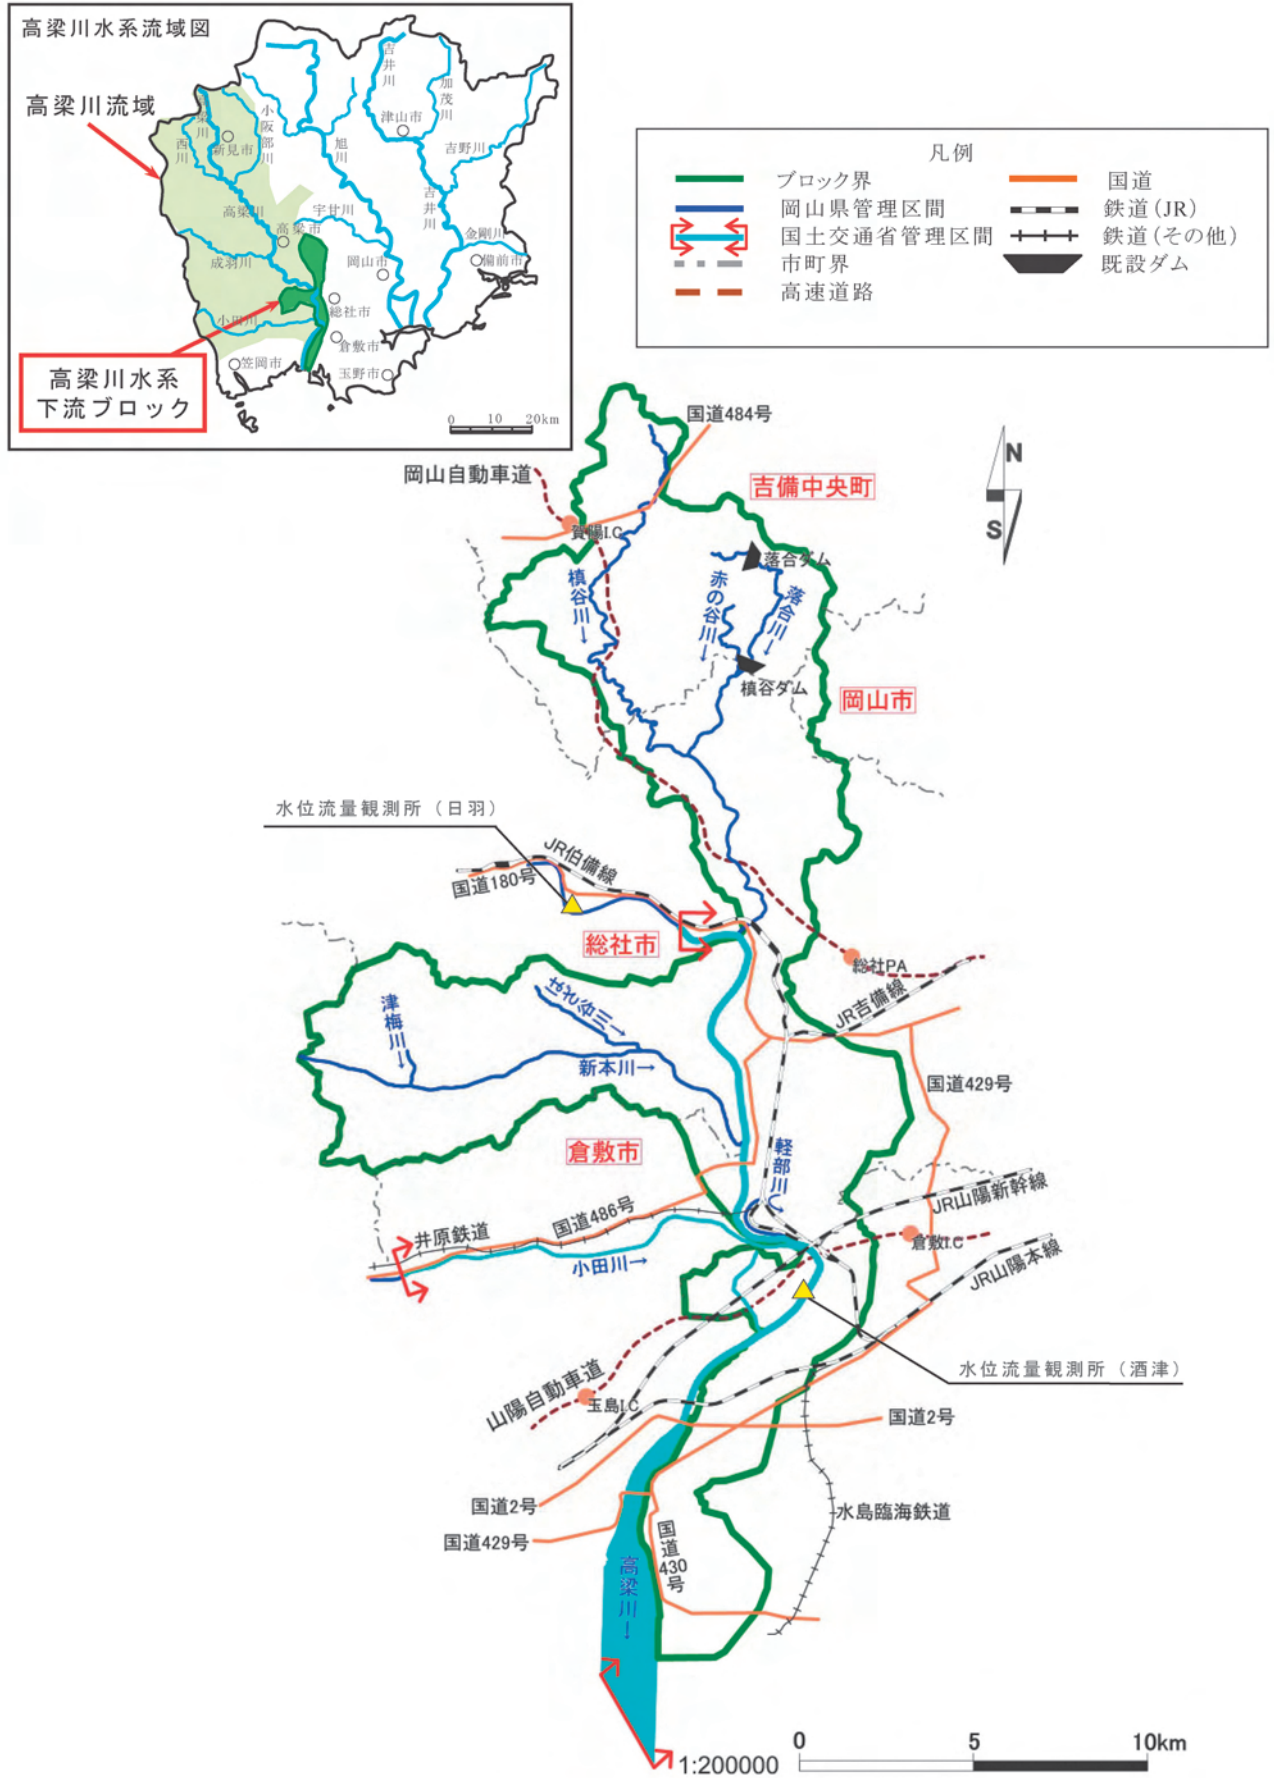 高梁川水系流域図
高梁川流域
高梁川
西川
新見市
小阪部川
旭川
吉井川
津山市
加茂川
吉野川
吉井川
高梁川
宇甘川
高梁市
金剛川
成羽川
岡山市
備前市
総社市
小田川
倉敷市
笠岡市
玉野市
高梁川水系
下流ブロック
0 10 20km
凡例
ブロック界
国道
岡山県管理区間
鉄道(JR)
国土交通省管理区間
鉄道(その他)
市町界
既設ダム
高速道路
N
S
国道484号
岡山自動車道
吉備中央町
賀陽I.C
落合ダム
槙谷川→
赤の谷川→
落合川→
槙谷ダム
岡山市
水位流量観測所（日羽）
JR伯備線
国道180号
総社市
総社PA
JR吉備線
津梅川→
はそ谷川→
新本川→
国道429号
倉敷市
軽部川
JR山陽新幹線
国道486号
井原鉄道
小田川→
倉敷I.C
JR山陽本線
水位流量観測所（酒津）
山陽自動車道
玉島I.C
国道2号
国道2号
国道429号
水島臨海鉄道
国道430号
高梁川→
1:200000
0 5 10km